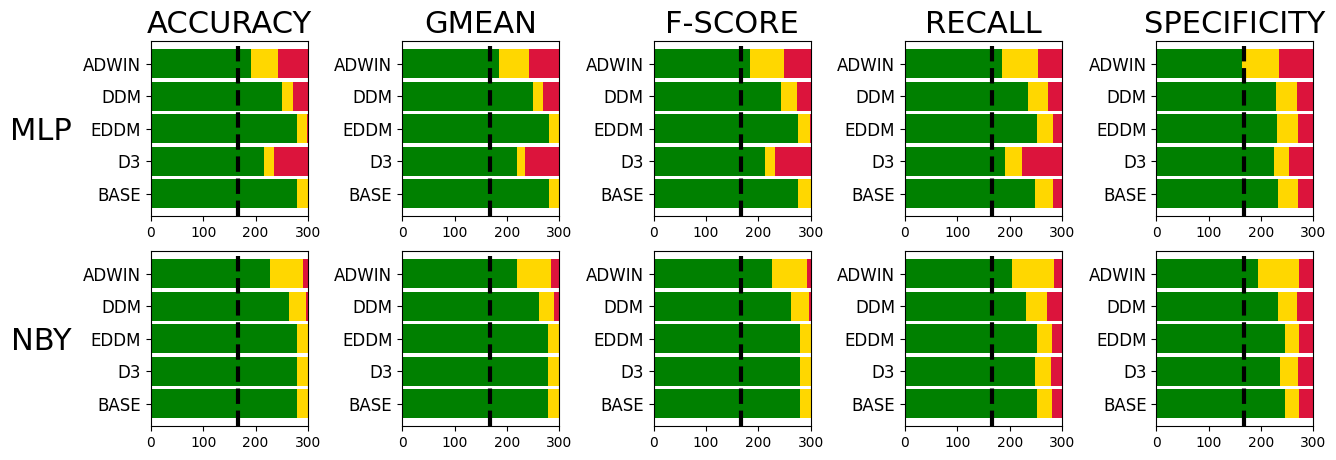 ACCURACY GMEAN F-SCORE RECALL SPECIFICITY
MLP
ADWIN ADWIN ADWIN ADWIN ADWIN
DDM DDM DDM DDM DDM
EDDM EDDM EDDM EDDM EDDM
D3 D3 D3 D3 D3
BASE BASE BASE BASE BASE
0 100 200 300 0 100 200 300 0 100 200 300 0 100 200 300 0 100 200 300
NBY
ADWIN ADWIN ADWIN ADWIN ADWIN
DDM DDM DDM DDM DDM
EDDM EDDM EDDM EDDM EDDM
D3 D3 D3 D3 D3
BASE BASE BASE BASE BASE
0 100 200 300 0 100 200 300 0 100 200 300 0 100 200 300 0 100 200 300